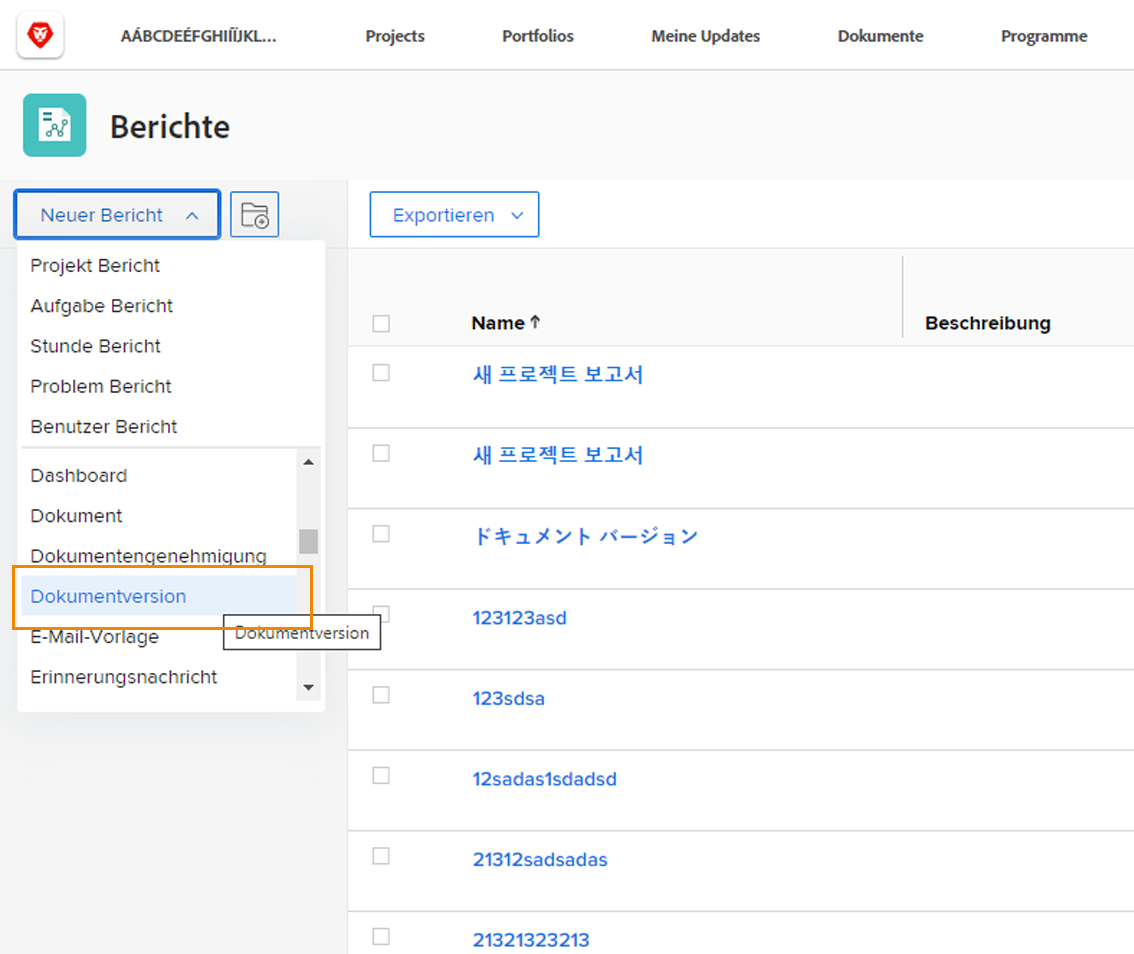 AÁBCDEÉFGHIÍÏJKL...
Projects
Portfolios
Meine Updates
Dokumente
Programme
Berichte
Neuer Bericht
Exportieren
Projekt Bericht
Aufgabe Bericht
Stunde Bericht
Problem Bericht
Benutzer Bericht
Dashboard
Dokument
Dokumentengenehmigung
Dokumentversion
Dokumentversion
E-Mail-Vorlage
Erinnerungsnachricht
Name ↑
Beschreibung
새 프로젝트 보고서
새 프로젝트 보고서
ドキュメント バージョン
123123asd
123sdsa
12sadas1sdadsd
21312sadsadas
21321323213